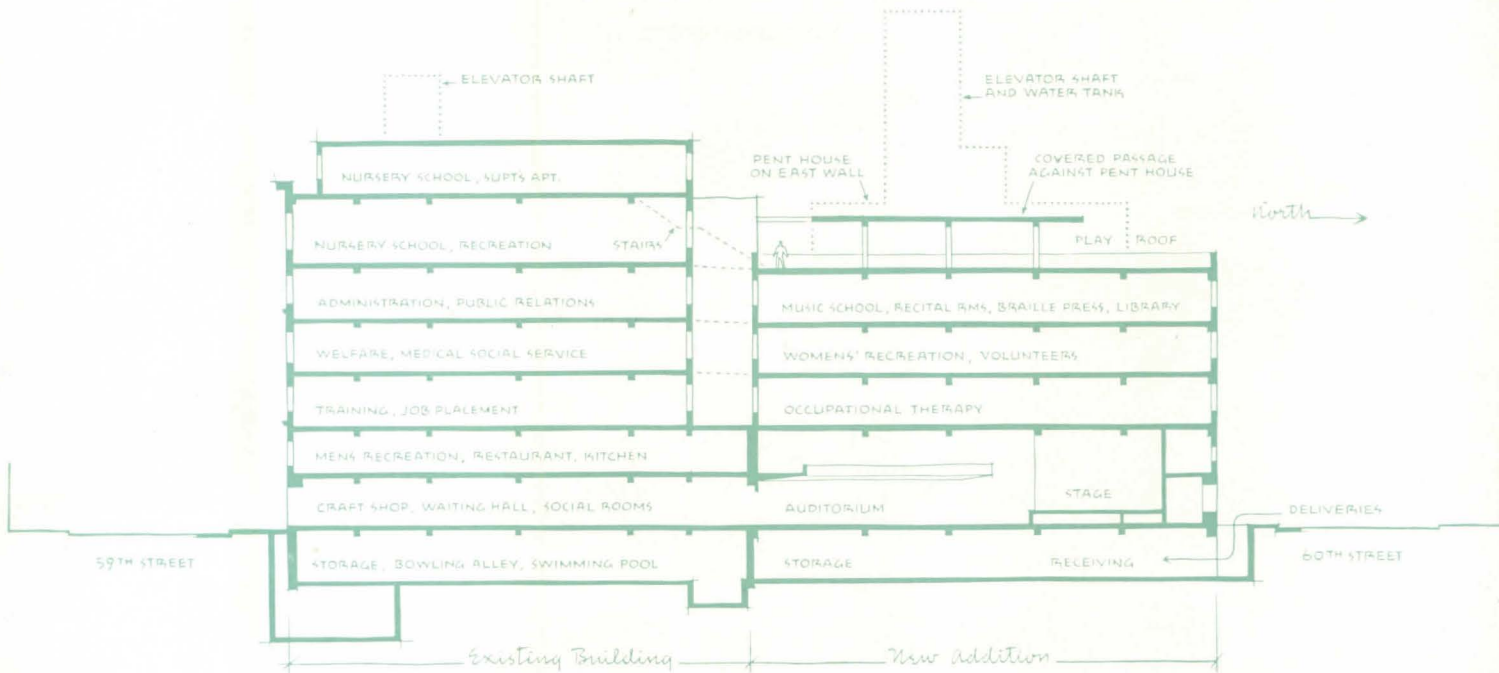 ELEVATOR SHAFT
ELEVATOR SHAFT
AND WATER TANK
PENT HOUSE
ON EAST WALL
COVERED PASSAGE
AGAINST PENT HOUSE
North
NURSERY SCHOOL, SUPT'S APT.
NURSERY SCHOOL, RECREATION
STAIRS
PLAY ROOF
ADMINISTRATION, PUBLIC RELATIONS
MUSIC SCHOOL, RECITAL RMS, BRAILLE PRESS, LIBRARY
WELFARE, MEDICAL SOCIAL SERVICE
WOMENS' RECREATION, VOLUNTEERS
TRAINING, JOB PLACEMENT
OCCUPATIONAL THERAPY
MENS RECREATION, RESTAURANT, KITCHEN
CRAFT SHOP, WAITING HALL, SOCIAL ROOMS
AUDITORIUM
STAGE
DELIVERIES
59TH STREET
STORAGE, BOWLING ALLEY, SWIMMING POOL
STORAGE
RECEIVING
60TH STREET
Existing Building
New Addition